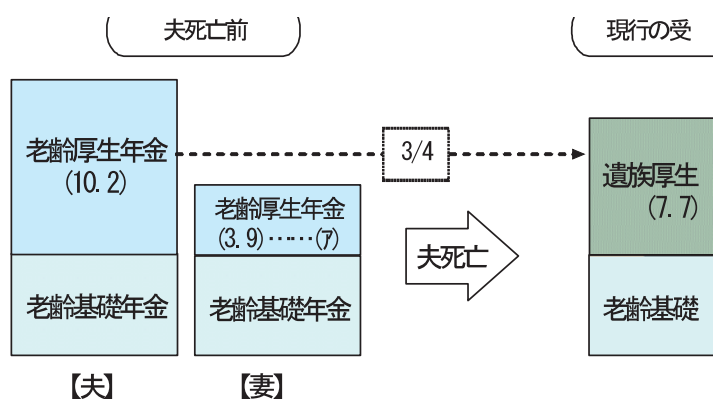 夫死亡前
現行の受
老齢厚生年金
(10.2)
3/4
遺族厚生
(7.7)
老齢厚生年金
(3.9)……(ｱ)
夫死亡
老齢基礎年金
老齢基礎年金
老齢基礎
【夫】
【妻】